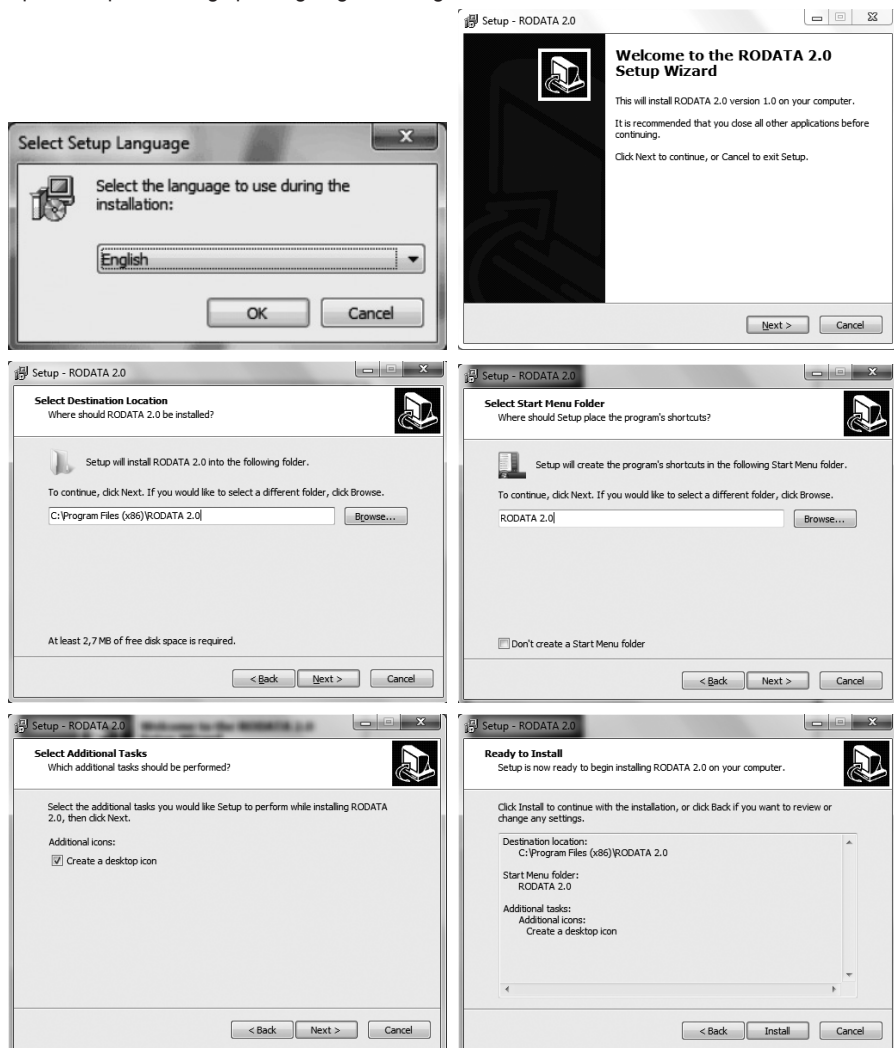 Setup - RODATA 2.0
Welcome to the RODATA 2.0
Setup Wizard
This will install RODATA 2.0 version 1.0 on your computer.
It is recommended that you close all other applications before
continuing.
Click Next to continue, or Cancel to exit Setup.
Next >
Cancel
Select Setup Language
Select the language to use during the
installation:
English
OK
Cancel
Setup - RODATA 2.0
Select Destination Location
Where should RODATA 2.0 be installed?
Setup will install RODATA 2.0 into the following folder.
To continue, click Next. If you would like to select a different folder, click Browse.
C:\Program Files (x86)\RODATA 2.0
Browse...
At least 2,7 MB of free disk space is required.
< Back
Next >
Cancel
Setup - RODATA 2.0
Select Start Menu Folder
Where should Setup place the program's shortcuts?
Setup will create the program's shortcuts in the following Start Menu folder.
To continue, click Next. If you would like to select a different folder, click Browse.
RODATA 2.0
Browse...
Don't create a Start Menu folder
< Back
Next >
Cancel
Setup - RODATA 2.0
Select Additional Tasks
Which additional tasks should be performed?
Select the additional tasks you would like Setup to perform while installing RODATA
2.0, then click Next.
Additional icons:
Create a desktop icon
< Back
Next >
Cancel
Setup - RODATA 2.0
Ready to Install
Setup is now ready to begin installing RODATA 2.0 on your computer.
Click Install to continue with the installation, or click Back if you want to review or
change any settings.
Destination location:
C:\Program Files (x86)\RODATA 2.0
Start Menu folder:
RODATA 2.0
Additional tasks:
Additional icons:
Create a desktop icon
< Back
Install
Cancel